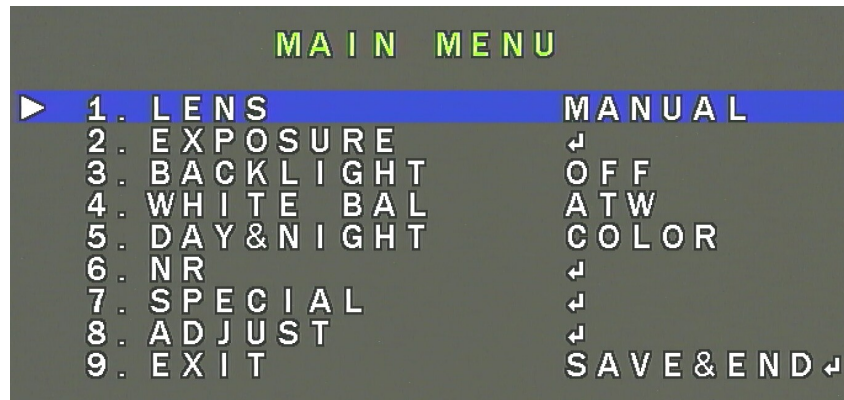 MAIN MENU
▶ 1. LENS MANUAL
2. EXPOSURE ↲
3. BACKLIGHT OFF
4. WHITE BAL ATW
5. DAY&NIGHT COLOR
6. NR ↲
7. SPECIAL ↲
8. ADJUST ↲
9. EXIT SAVE&END↲